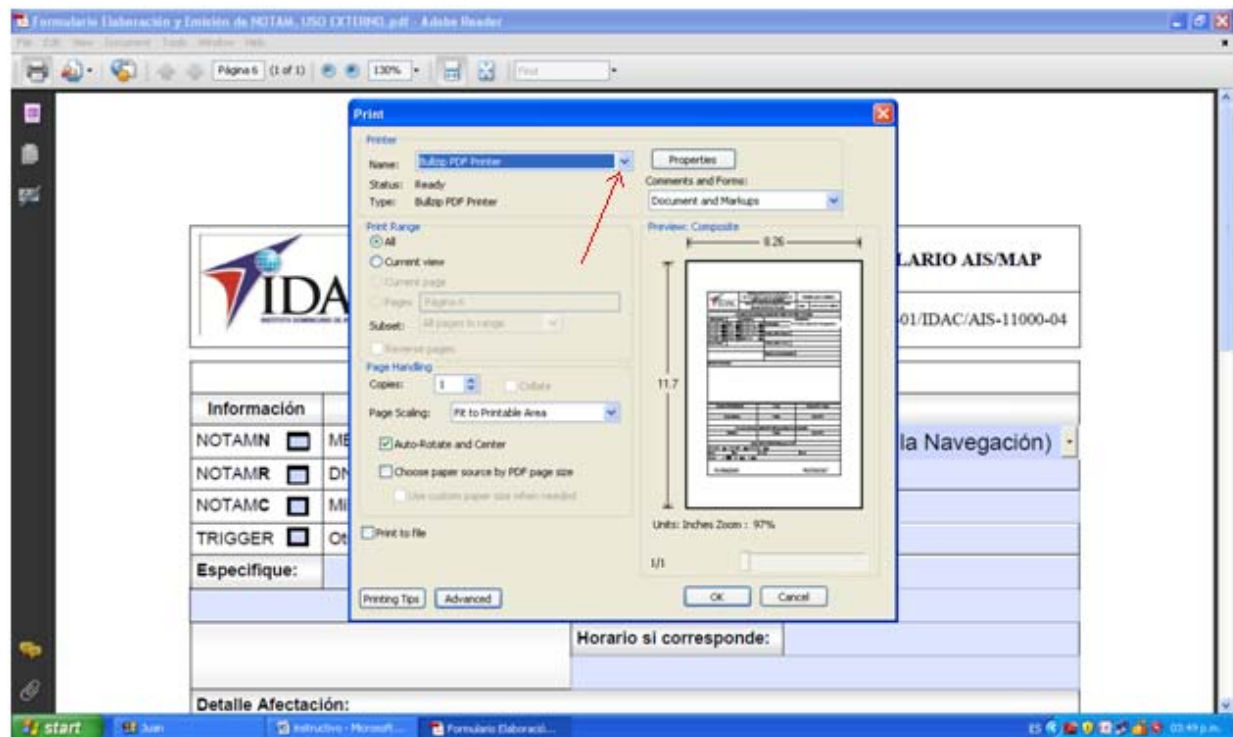 Formulario Elaboración y Emisión de NOTAM, USO EXTERNO.pdf - Adobe Reader
File Edit View Document Tools Window Help
Página 6 (1 of 1) 130% Find
Print
Printer
Name: Bullzip PDF Printer Properties
Status: Ready Comments and Forms:
Type: Bullzip PDF Printer Document and Markups
Print Range Preview: Composite
All 8.26
Current view
Current page
Pages Página 6
Subset: All pages in range
Reverse pages
Page Handling
Copies: 1 Collate 11.7
Page Scaling: Fit to Printable Area
Auto-Rotate and Center
Choose paper source by PDF page size
Use custom paper size when needed
Print to file Units: Inches Zoom : 97%
1/1
Printing Tips Advanced OK Cancel
IDA LARIO AIS/MAP
-01/IDAC/AIS-11000-04
Información
NOTAMN ME la Navegación)
NOTAMR DN
NOTAMC Mi
TRIGGER Ot
Especifique:
Horario si corresponde:
Detalle Afectación:
start Juan instructivo - Microsoft ... Formulario Elaboració... ES 03:49 p.m.